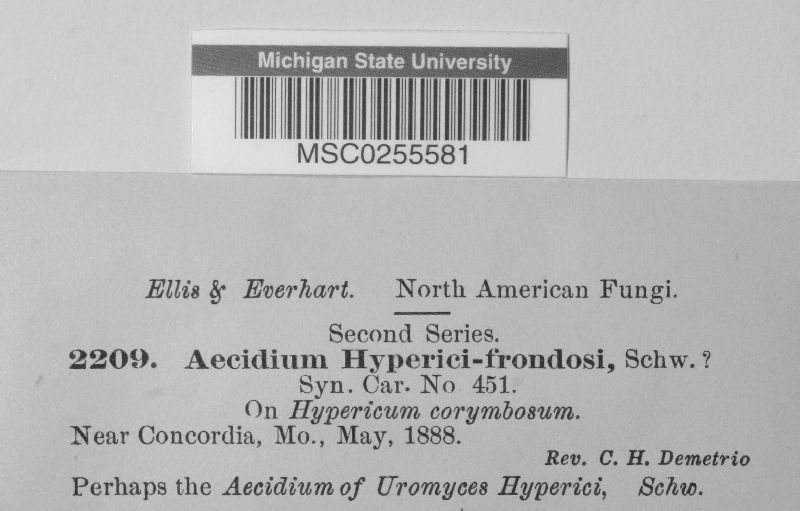 Michigan State University
MSC0255581
Ellis & Everhart. North American Fungi.
Second Series.
2209. Aecidium Hyperici-frondosi, Schw. ?
Syn. Car. No 451.
On Hypericum corymbosum.
Near Concordia, Mo., May, 1888.
Rev. C. H. Demetrio
Perhaps the Aecidium of Uromyces Hyperici, Schw.